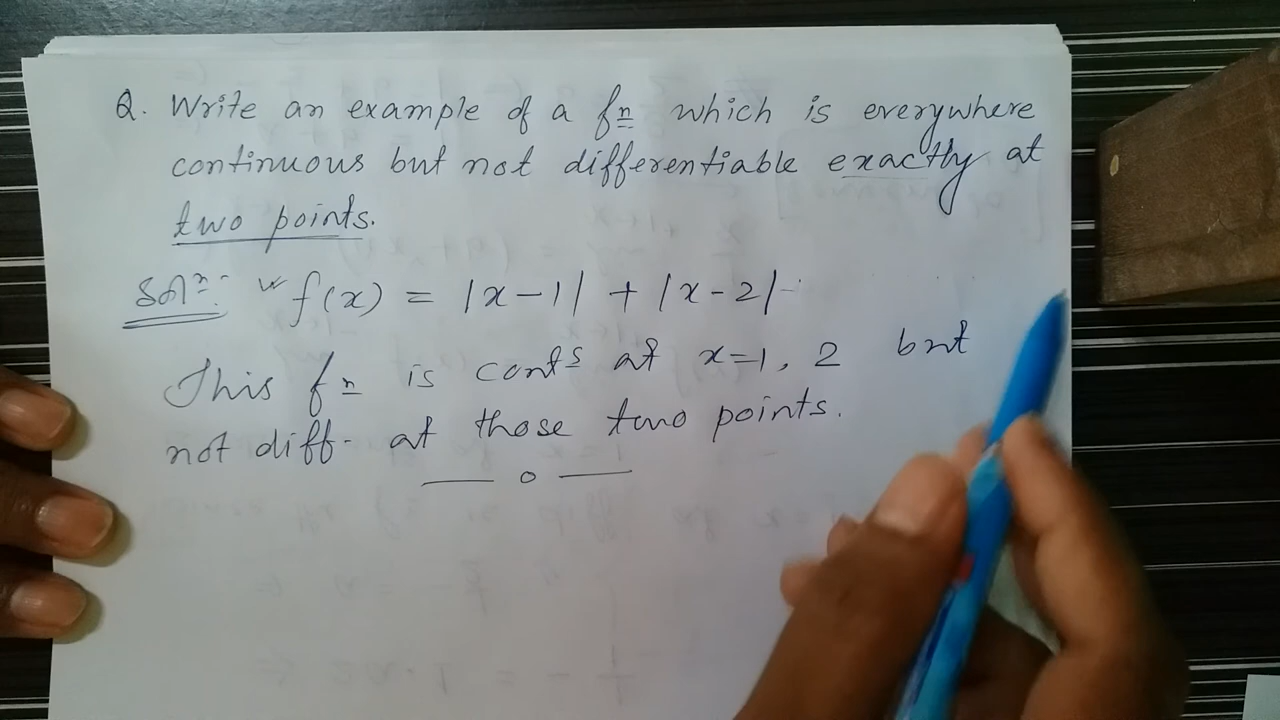 Q. Write an example of a fn which is everywhere
continuous but not differentiable exactly at
two points.
Soln: f(x) = |x-1| + |x-2|
This fn is conts at x=1, 2 but
not diff. at those two points.